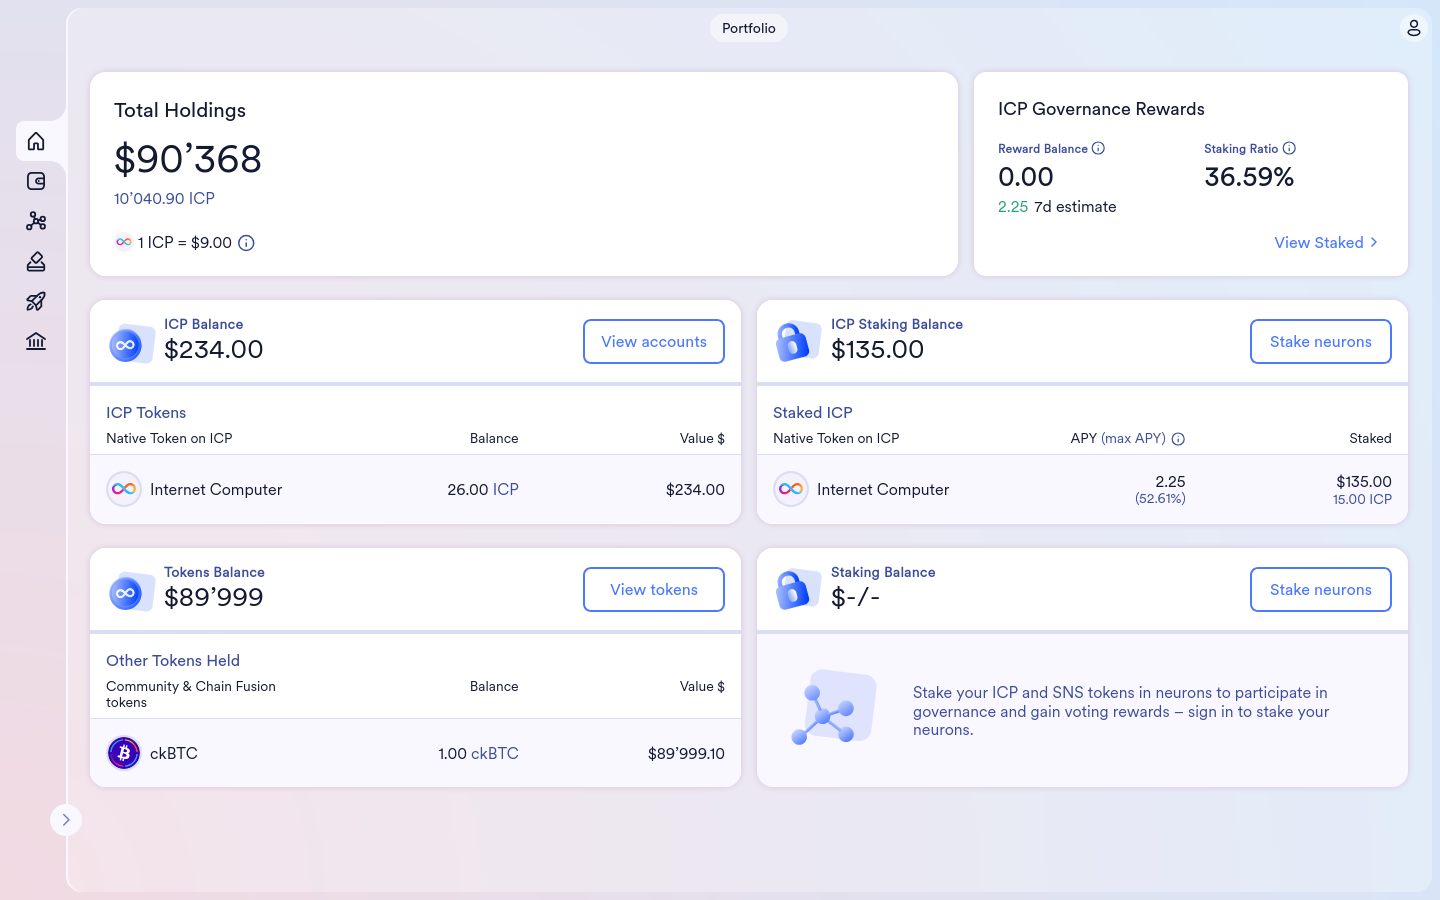 Portfolio
Total Holdings
$90’368
10’040.90 ICP
1 ICP = $9.00
ICP Governance Rewards
Reward Balance
0.00
2.25 7d estimate
Staking Ratio
36.59%
View Staked
ICP Balance
$234.00
View accounts
ICP Tokens
Native Token on ICP Balance Value $
Internet Computer 26.00 ICP $234.00
ICP Staking Balance
$135.00
Stake neurons
Staked ICP
Native Token on ICP APY (max APY) Staked
Internet Computer 2.25 $135.00
(52.61%) 15.00 ICP
Tokens Balance
$89’999
View tokens
Other Tokens Held
Community & Chain Fusion Balance Value $
tokens
ckBTC 1.00 ckBTC $89’999.10
Staking Balance
$-/-
Stake neurons
Stake your ICP and SNS tokens in neurons to participate in
governance and gain voting rewards – sign in to stake your
neurons.